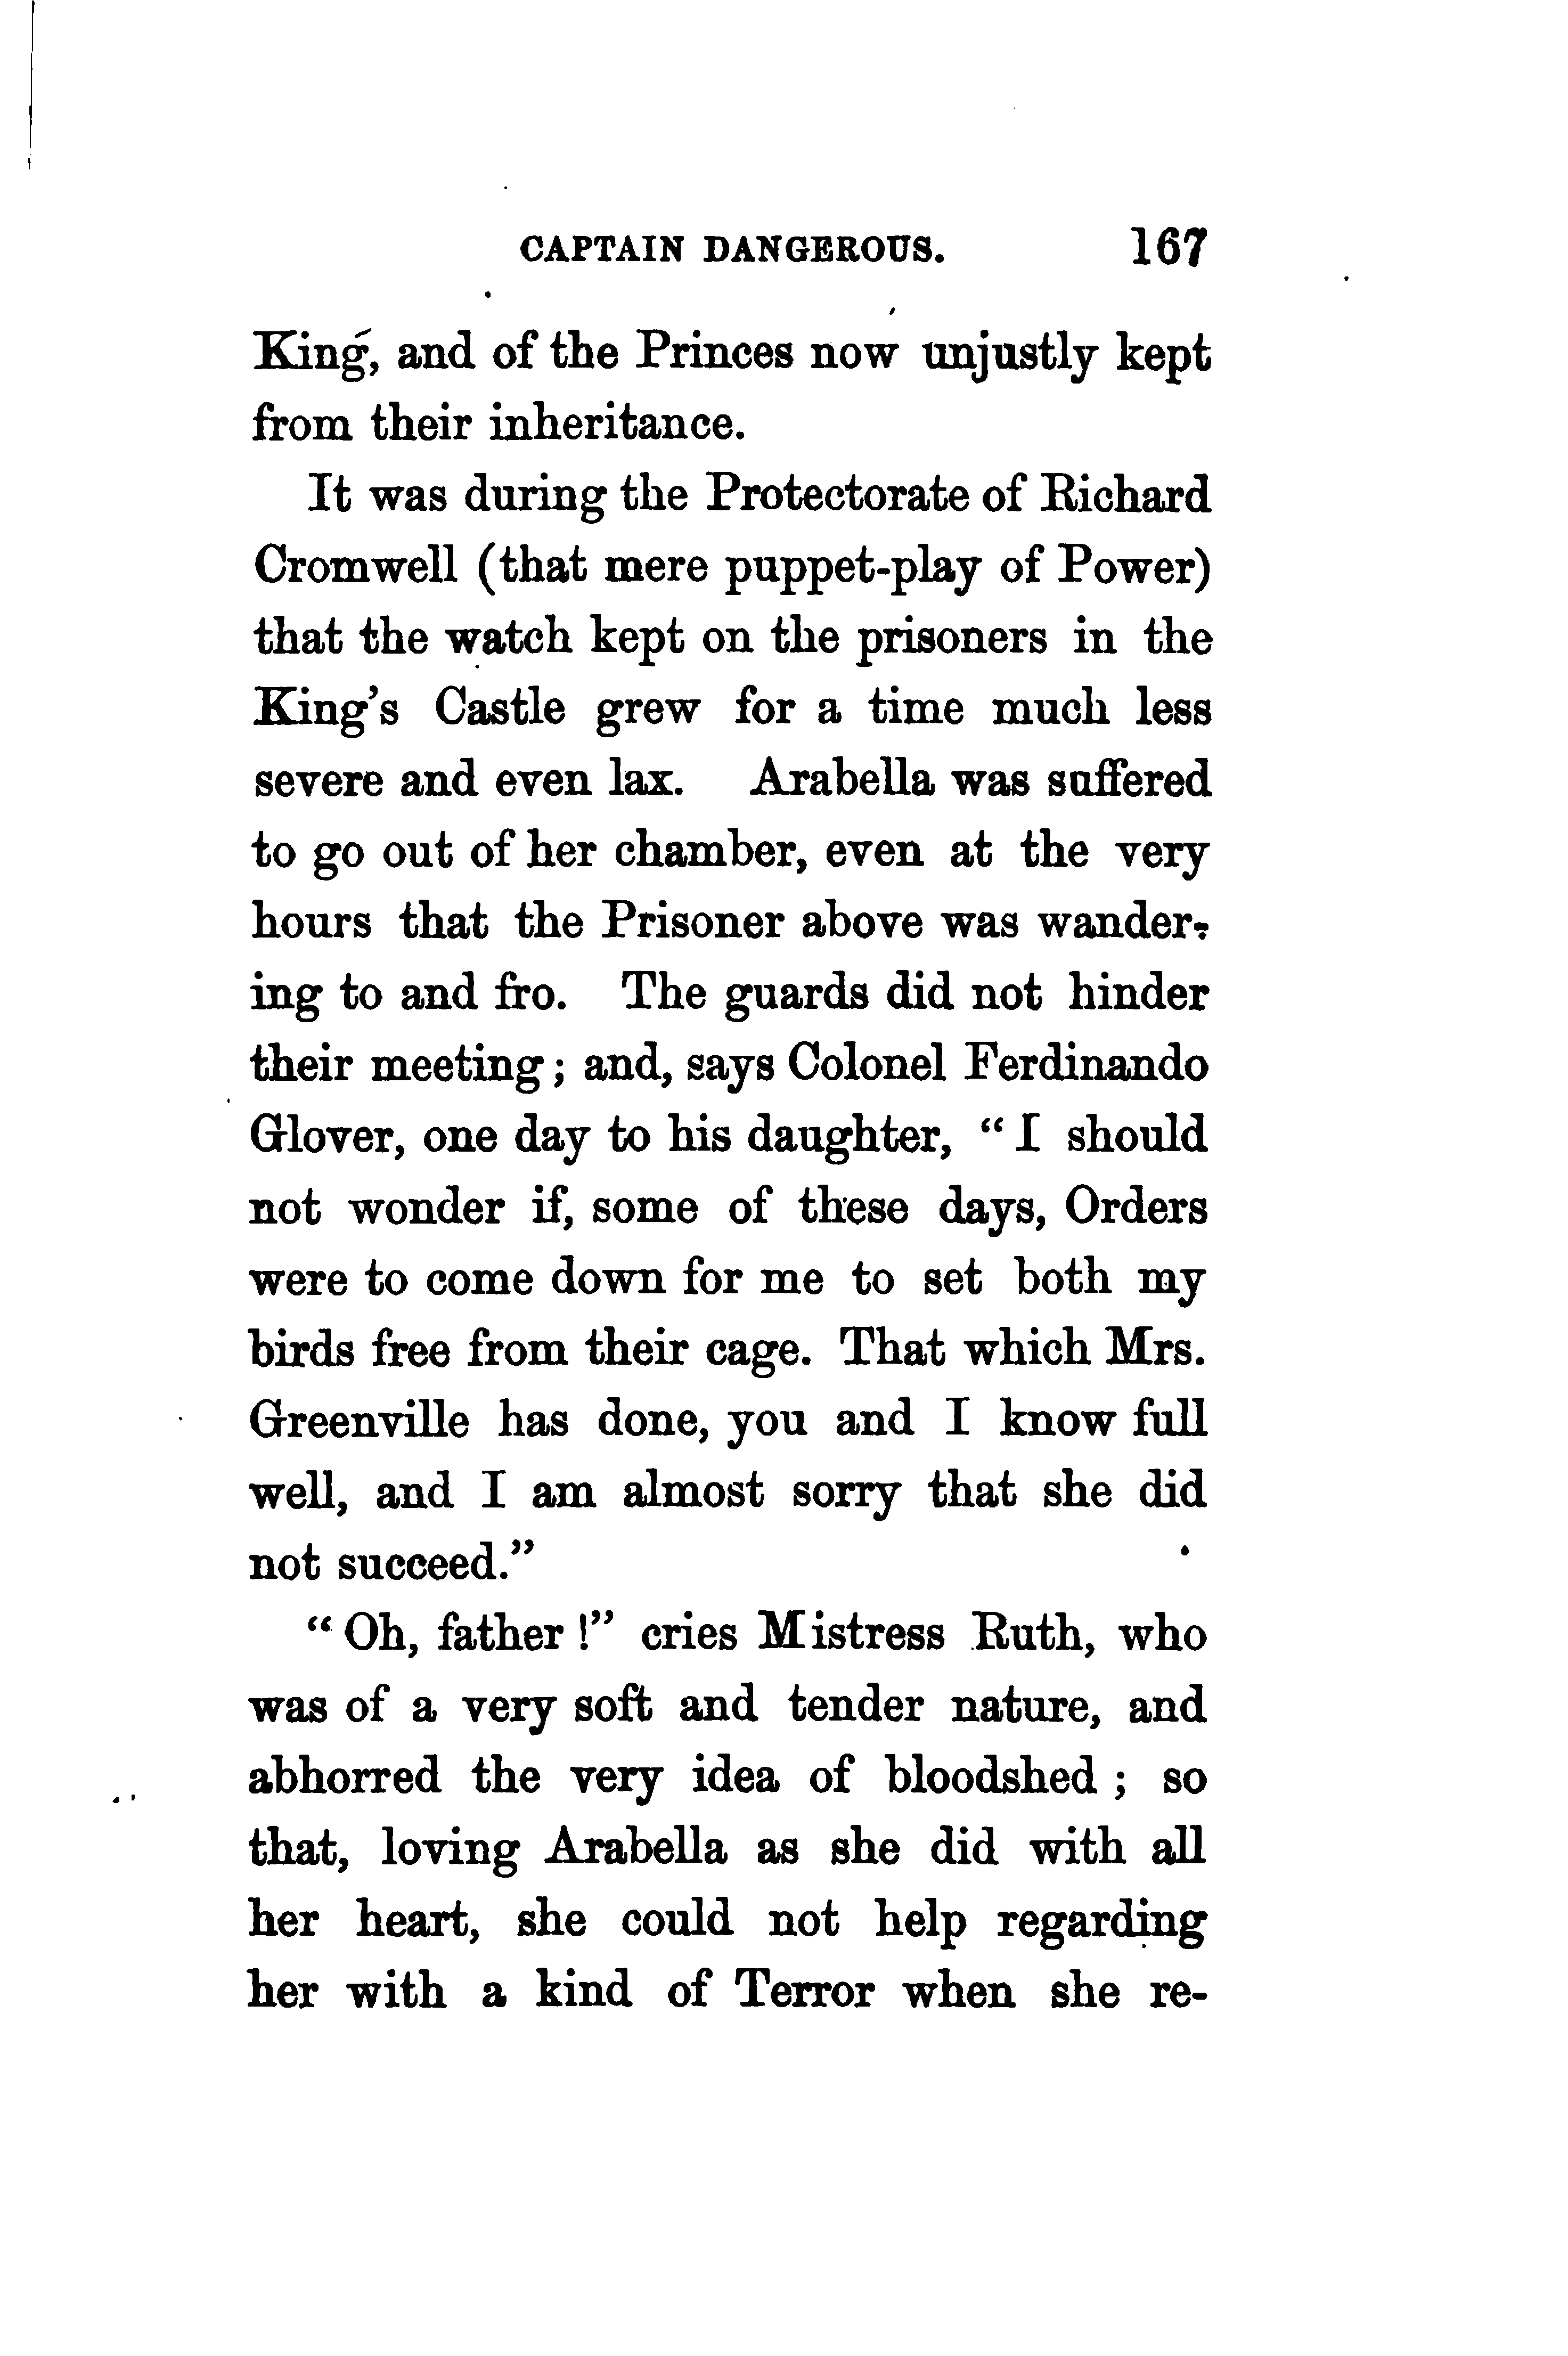 CAPTAIN DANGEROUS. 167
King, and of the Princes now unjustly kept
from their inheritance.
It was during the Protectorate of Richard
Cromwell (that mere puppet-play of Power)
that the watch kept on the prisoners in the
King's Castle grew for a time much less
severe and even lax. Arabella was suffered
to go out of her chamber, even at the very
hours that the Prisoner above was wander-
ing to and fro. The guards did not hinder
their meeting; and, says Colonel Ferdinando
Glover, one day to his daughter, “I should
not wonder if, some of these days, Orders
were to come down for me to set both my
birds free from their cage. That which Mrs.
Greenville has done, you and I know full
well, and I am almost sorry that she did
not succeed.”
“Oh, father!” cries Mistress Ruth, who
was of a very soft and tender nature, and
abhorred the very idea of bloodshed; so
that, loving Arabella as she did with all
her heart, she could not help regarding
her with a kind of Terror when she re-